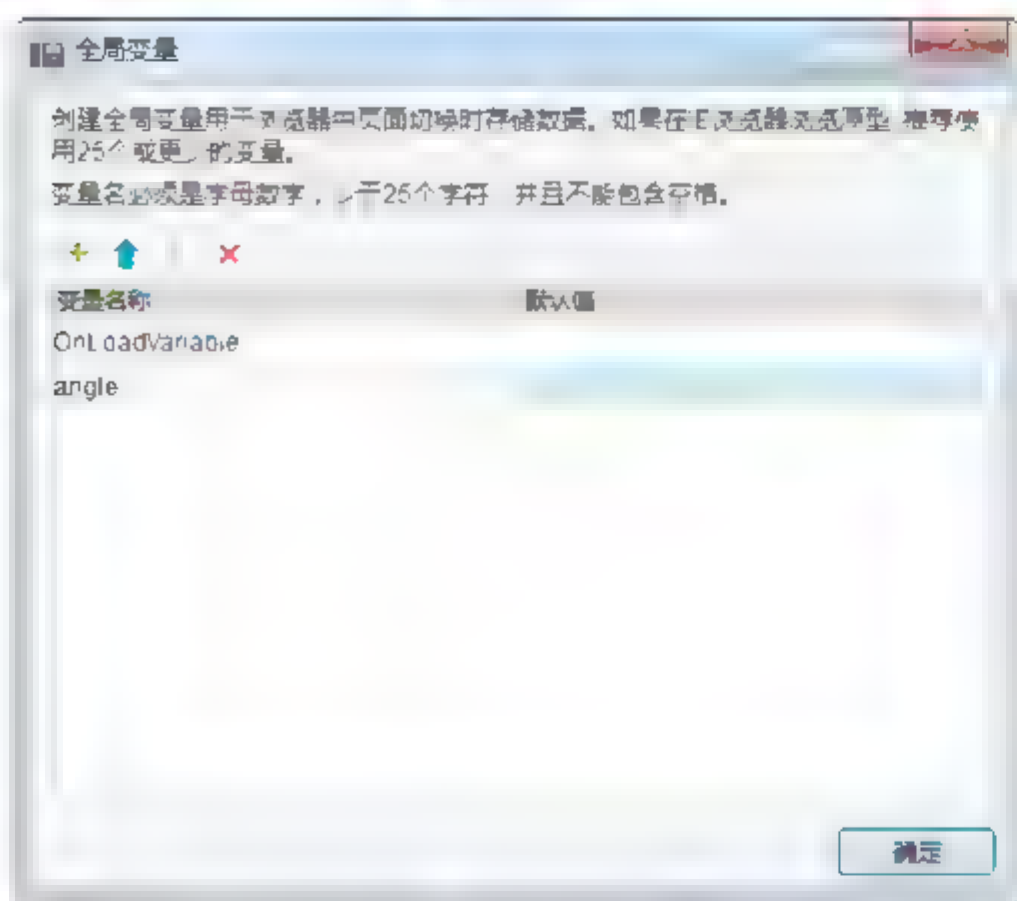 全局变量
创建全局变量用于浏览器中页面切换时存储数据。如果在IE浏览器浏览原型 推荐使
用25个或更少的变量。
变量名必须是字母数字，少于25个字符 并且不能包含空格。
变量名称 默认值
OnLoadVariable
angle
确定